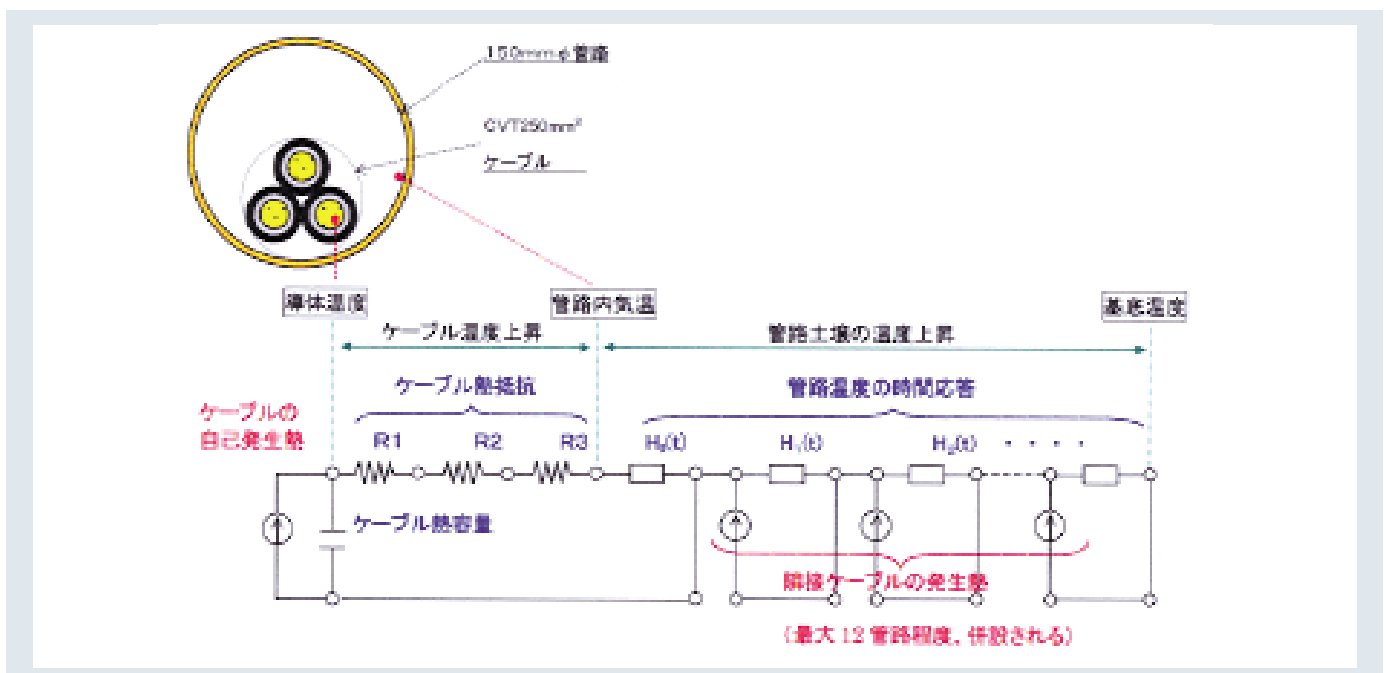 150mmφ管路
CVT250mm²
ケーブル
導体温度
管路内気温
基底温度
ケーブル温度上昇
管路土壌の温度上昇
ケーブル熱抵抗
管路温度の時間応答
ケーブルの
自己発生塾
R1
R2
R3
H₀(t)
H₁(t)
H₂(t)
・・・・
ケーブル熱容量
隣接ケーブルの発生塾
(最大12管路程度，併設される)